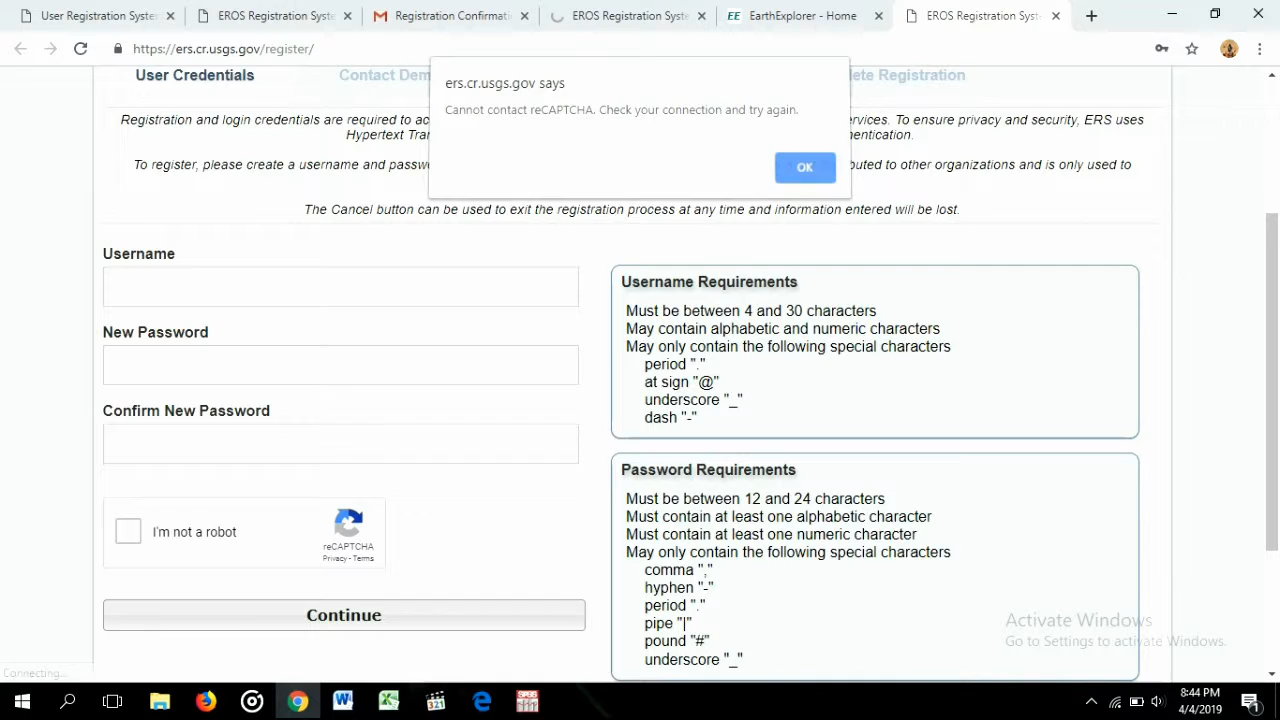 User Registration Syste
EROS Registration Syste
Registration Confirmati
EROS Registration Syste
EE EarthExplorer - Home
EROS Registration Syst
https://ers.cr.usgs.gov/register/
User Credentials
Contact Dem
lete Registration
ers.cr.usgs.gov says
Cannot contact reCAPTCHA. Check your connection and try again.
OK
Registration and login credentials are required to ac
ervices. To ensure privacy and security, ERS uses
Hypertext Tran
hentication.
To register, please create a username and passw
buted to other organizations and is only used to
The Cancel button can be used to exit the registration process at any time and information entered will be lost.
Username
New Password
Confirm New Password
I'm not a robot
reCAPTCHA
Privacy - Terms
Continue
Username Requirements
Must be between 4 and 30 characters
May contain alphabetic and numeric characters
May only contain the following special characters
period "."
at sign "@"
underscore "_"
dash "-"
Password Requirements
Must be between 12 and 24 characters
Must contain at least one alphabetic character
Must contain at least one numeric character
May only contain the following special characters
comma ","
hyphen "-"
period "."
pipe "|"
pound "#"
underscore "_"
Activate Windows
Go to Settings to activate Windows.
Connecting...
321
SPSS
8:44 PM
4/4/2019
1